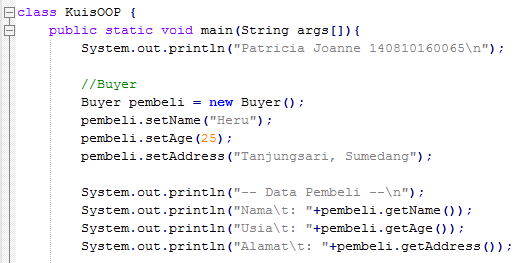 class KuisOOP {
    public static void main(String args[]){
        System.out.println("Patricia Joanne 140810160065\n");

        //Buyer
        Buyer pembeli = new Buyer();
        pembeli.setName("Heru");
        pembeli.setAge(25);
        pembeli.setAddress("Tanjungsari, Sumedang");

        System.out.println("-- Data Pembeli --\n");
        System.out.println("Nama\t: "+pembeli.getName());
        System.out.println("Usia\t: "+pembeli.getAge());
        System.out.println("Alamat\t: "+pembeli.getAddress());